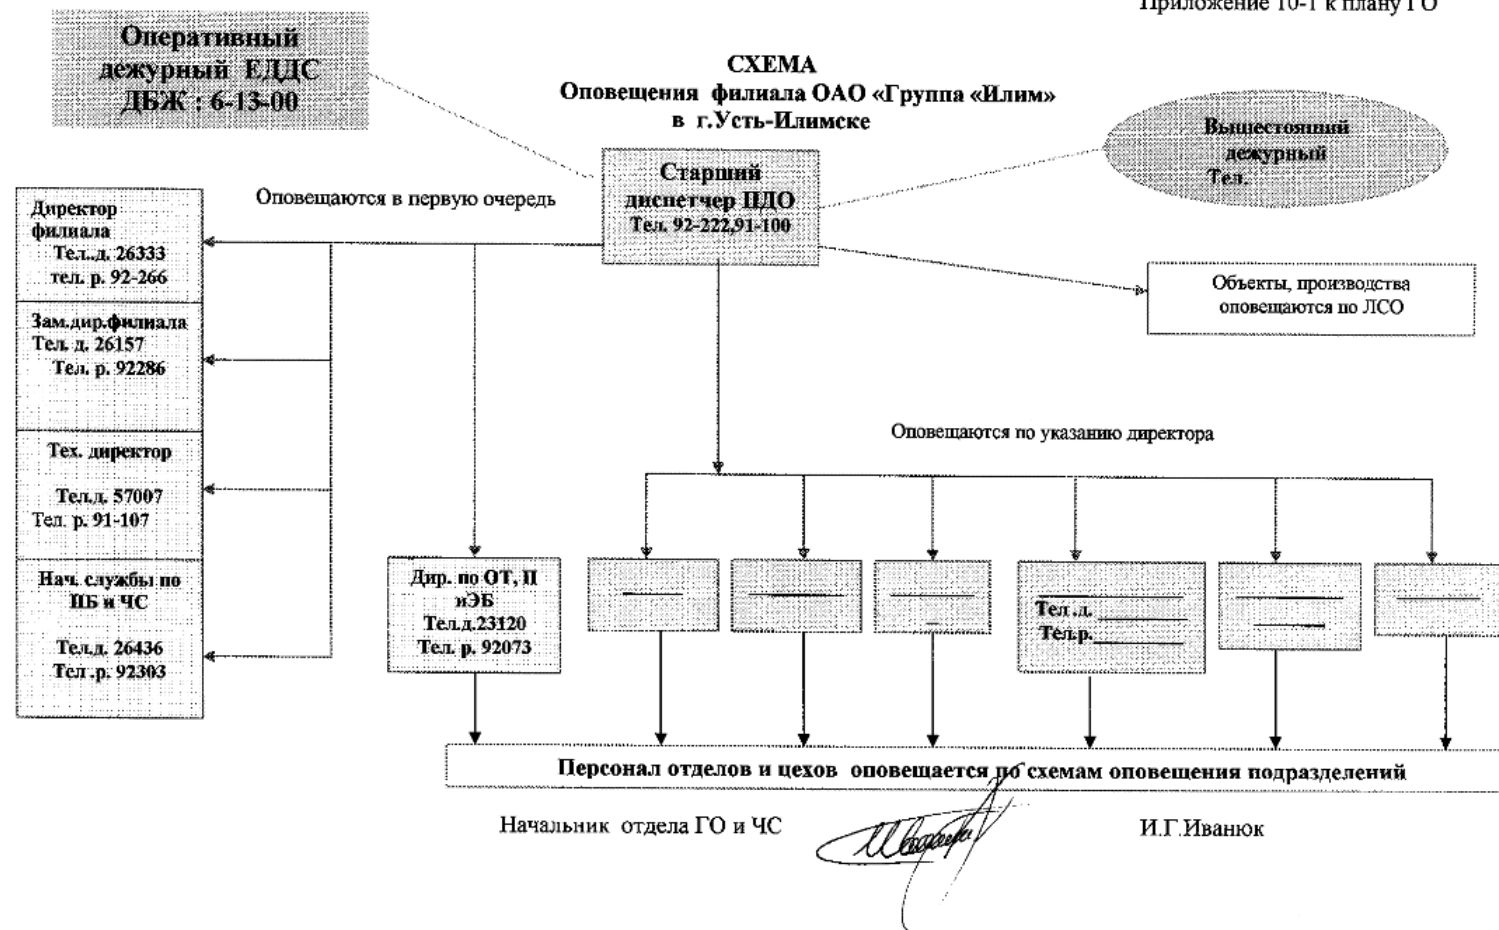 Приложение 10-1 к плану ГО
Оперативный
дежурный ЕДДС
ДБЖ : 6-13-00
СХЕМА
Оповещения филиала ОАО «Группа «Илим»
в г.Усть-Илимске
Вышестоящий
дежурный
Тел.
Старший
диспетчер ПДО
Тел. 92-222,91-100
Оповещаются в первую очередь
Директор
филиала
Тел..д. 26333
тел. р. 92-266
Объекты, производства
оповещаются по ЛСО
Зам.дир.филиала
Тел. д. 26157
Тел. р. 92286
Оповещаются по указанию директора
Тех. директор
Тел.д. 57007
Тел. р. 91-107
Нач. службы по
ПБ и ЧС
Тел.д. 26436
Тел .р. 92303
Дир. по ОТ, П
иЭБ
Тел.д.23120
Тел. р. 92073
Тел .д.
Тел.р.
Персонал отделов и цехов оповещается по схемам оповещения подразделений
Начальник отдела ГО и ЧС
И.Г.Иванюк